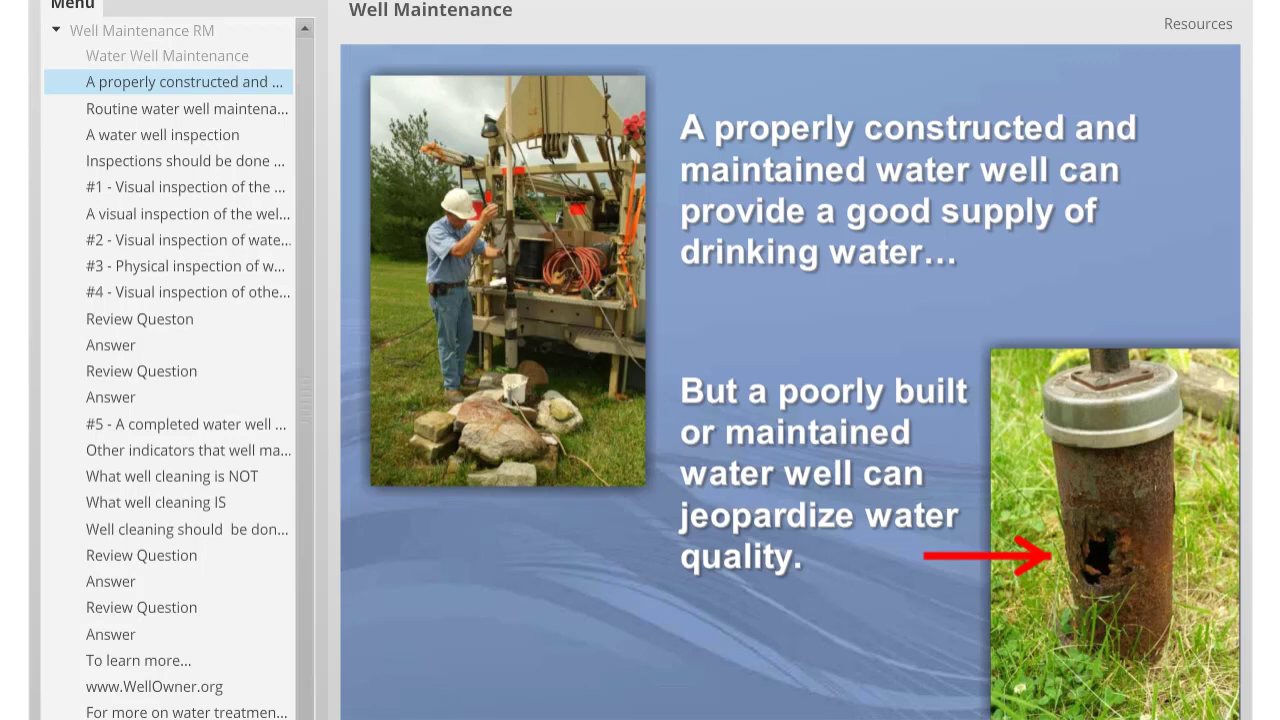 Menu
Well Maintenance
Resources
Well Maintenance RM
Water Well Maintenance
A properly constructed and ...
Routine water well maintena...
A water well inspection
Inspections should be done ...
#1 - Visual inspection of the ...
A visual inspection of the wel...
#2 - Visual inspection of wate...
#3 - Physical inspection of w...
#4 - Visual inspection of othe...
Review Queston
Answer
Review Question
Answer
#5 - A completed water well ...
Other indicators that well ma...
What well cleaning is NOT
What well cleaning IS
Well cleaning should  be don...
Review Question
Answer
Review Question
Answer
To learn more...
www.WellOwner.org
For more on water treatmen...
A properly constructed and
maintained water well can
provide a good supply of
drinking water…
But a poorly built
or maintained
water well can
jeopardize water
quality.